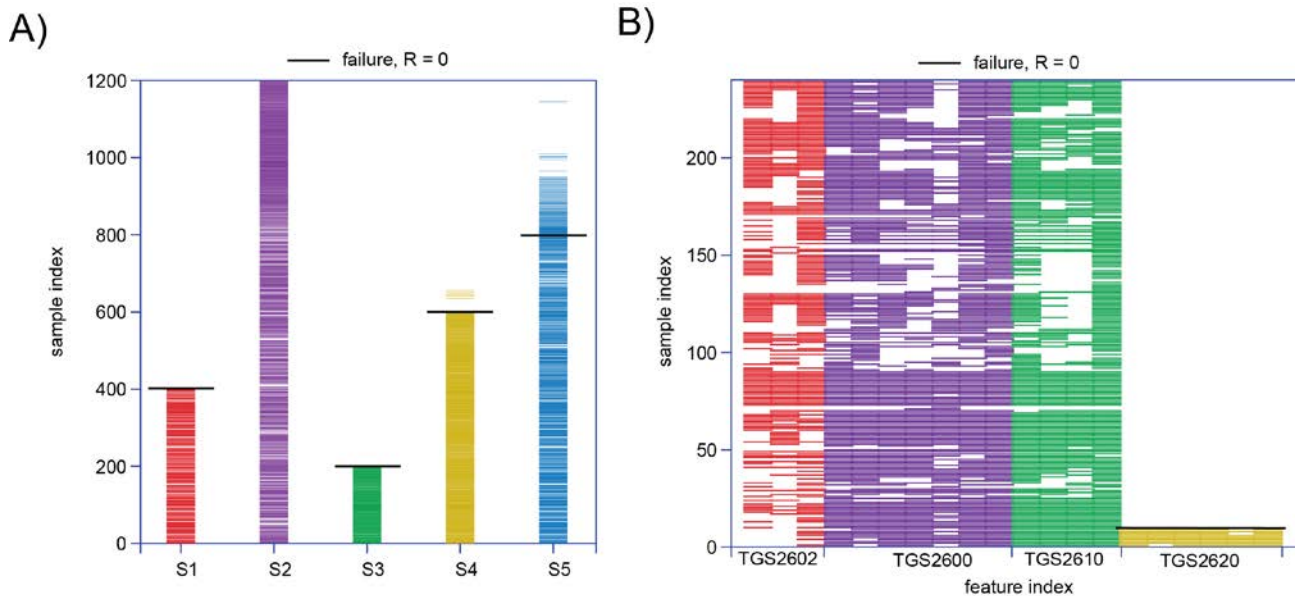 A)
failure, R = 0
1200
1000
800
600
400
200
0
sample index
S1 S2 S3 S4 S5
B)
failure, R = 0
200
150
100
50
0
sample index
TGS2602 TGS2600 TGS2610 TGS2620
feature index